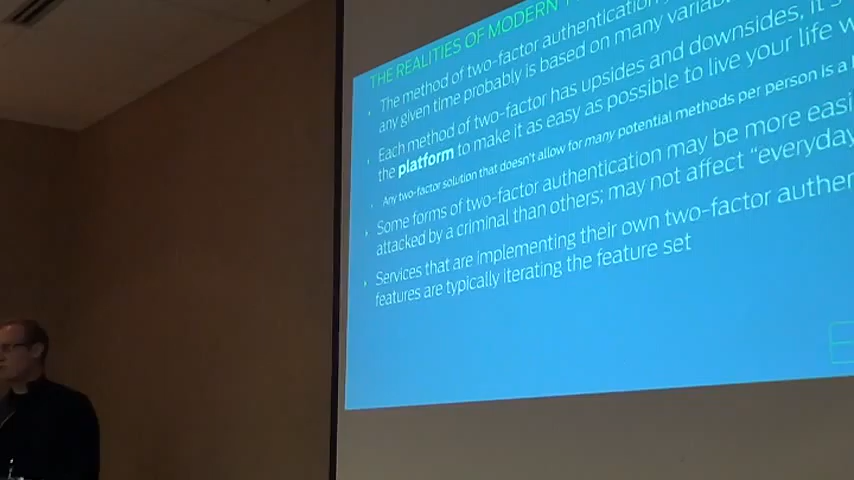 THE REALITIES OF MODERN
The method of two-factor authentication
any given time probably is based on many
Each method of two-factor has upsides and downsides, it's
the platform to make it as easy as possible to live your life
Any two-factor solution that doesn't allow for many potential methods per person is a
Some forms of two-factor authentication may be more
attacked by a criminal than others; may not affect "everyday
Services that are implementing their own two-factor
features are typically iterating the feature set